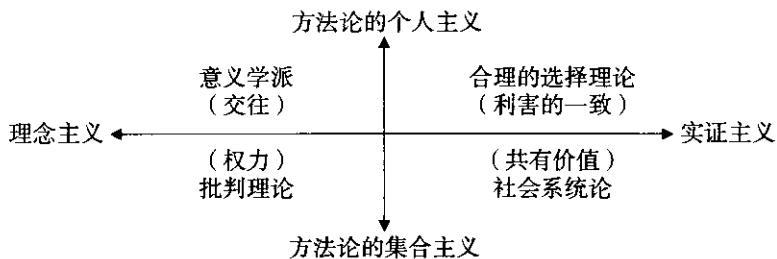 方法论的个人主义
意义学派 合理的选择理论
（交往） （利害的一致）
理念主义 实证主义
（权力） （共有价值）
批判理论 社会系统论
方法论的集合主义